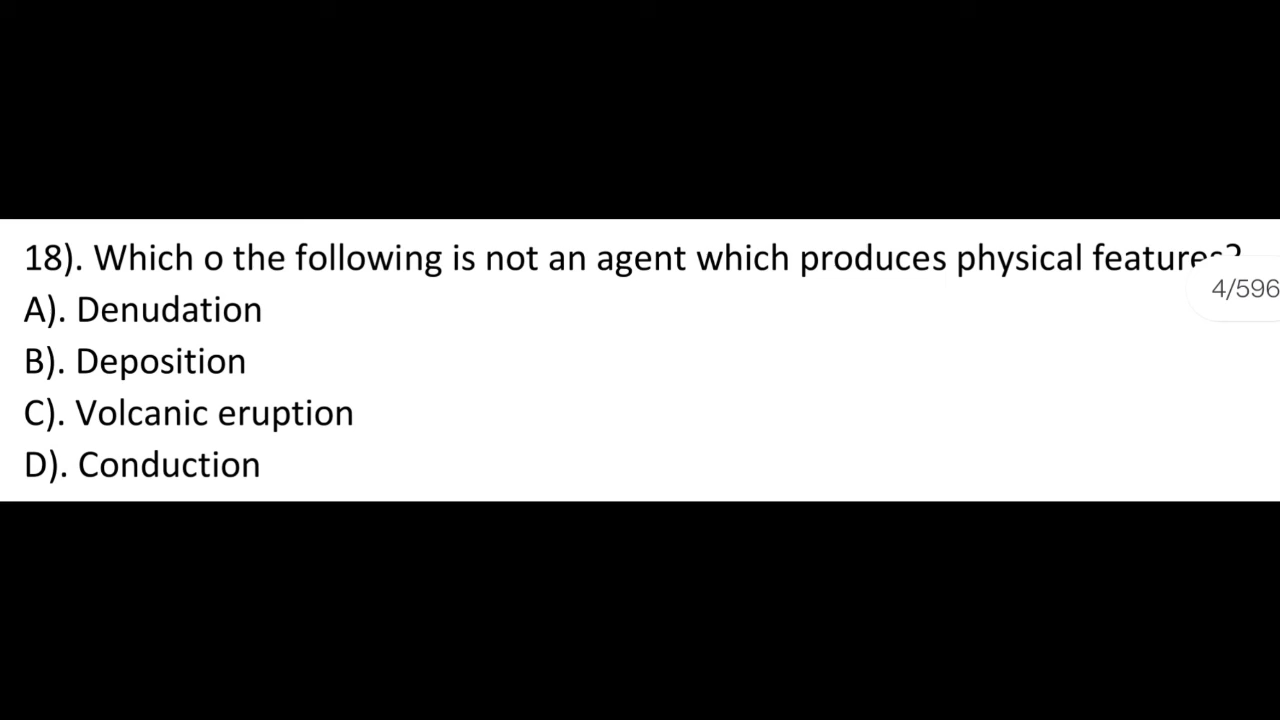 18). Which o the following is not an agent which produces physical features?
4/596
A). Denudation
B). Deposition
C). Volcanic eruption
D). Conduction